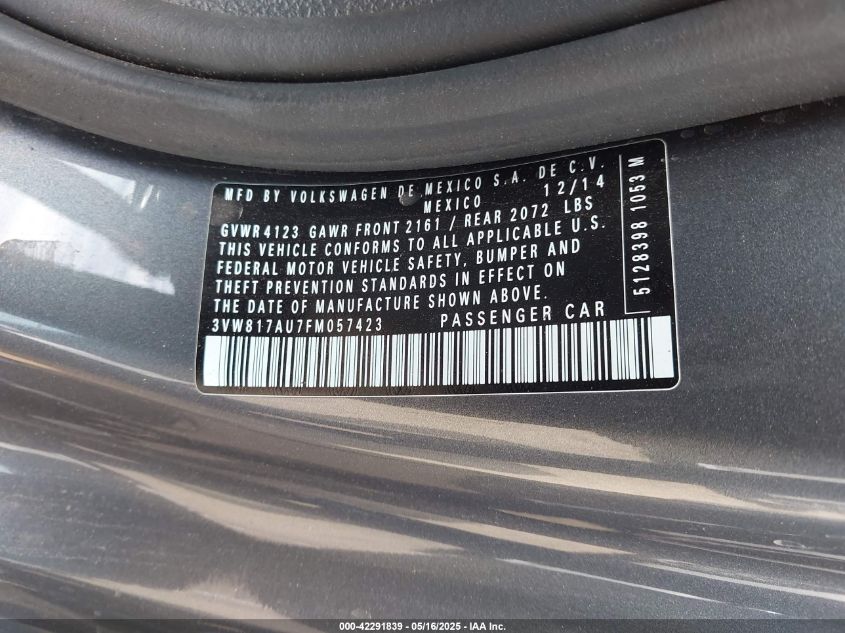 MFD BY VOLKSWAGEN DE MEXICO S.A. DE C.V.
MEXICO 12/14
GVWR 4123 GAWR FRONT 2161 / REAR 2072 LBS
THIS VEHICLE CONFORMS TO ALL APPLICABLE U.S.
FEDERAL MOTOR VEHICLE SAFETY, BUMPER AND
THEFT PREVENTION STANDARDS IN EFFECT ON
THE DATE OF MANUFACTURE SHOWN ABOVE.
3VW817AU7FM057423 PASSENGER CAR
5128398 1053 M
000-42291839 - 05/16/2025 - IAA Inc.